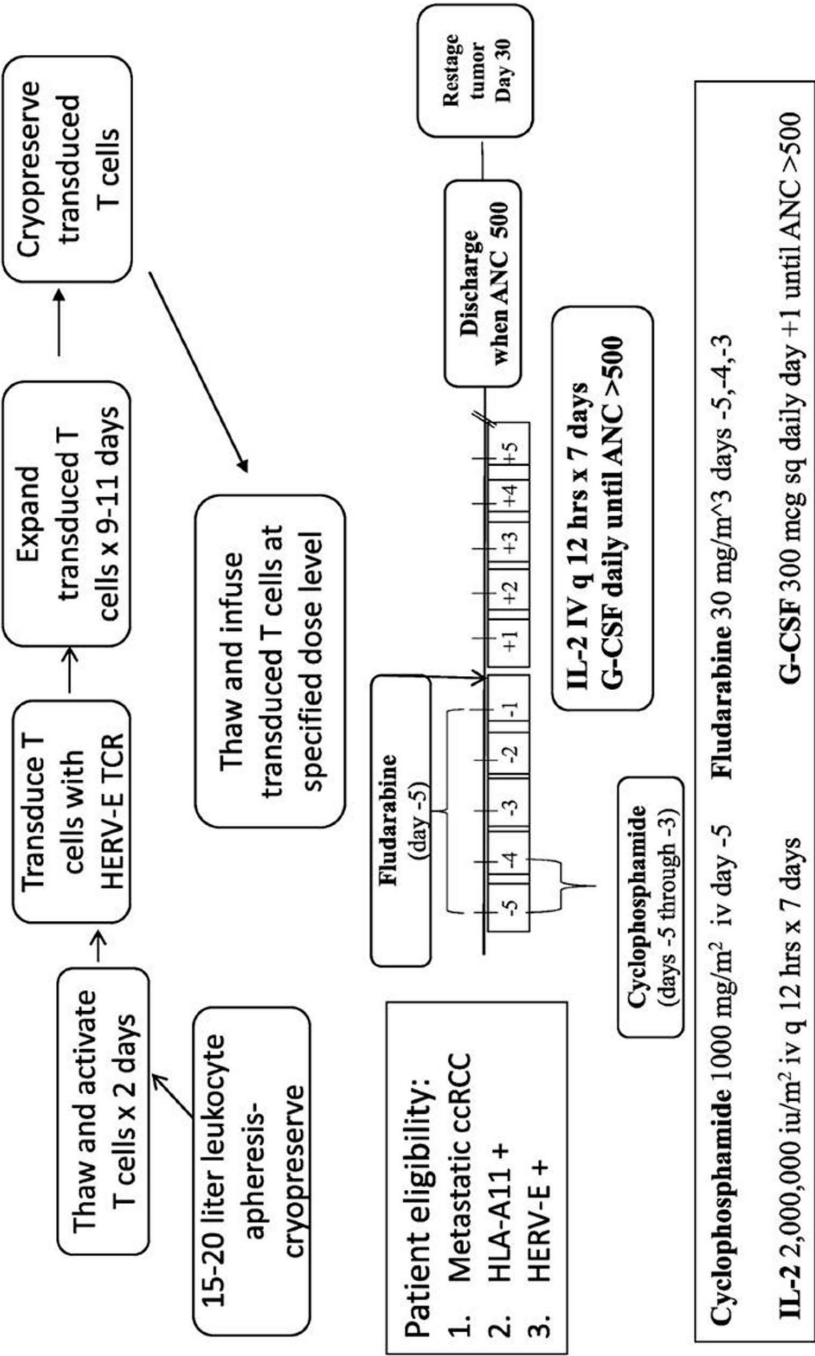 15-20 liter leukocyte
apheresis-
cryopreserve
Thaw and activate
T cells x 2 days
Transduce T
cells with
HERV-E TCR
Expand
transduced T
cells x 9-11 days
Cryopreserve
transduced
T cells
Thaw and infuse
transduced T cells at
specified dose level
Patient eligibility:
1. Metastatic ccRCC
2. HLA-A11 +
3. HERV-E +
Fludarabine
(day -5)
-5 -4 -3 -2 -1 +1 +2 +3 +4 +5
Discharge
when ANC 500
Restage
tumor
Day 30
Cyclophosphamide
(days -5 through -3)
IL-2 IV q 12 hrs x 7 days
G-CSF daily until ANC >500
Cyclophosphamide 1000 mg/m² iv day -5 Fludarabine 30 mg/m^3 days -5,-4,-3
IL-2 2,000,000 iu/m² iv q 12 hrs x 7 days G-CSF 300 mcg sq daily day +1 until ANC >500